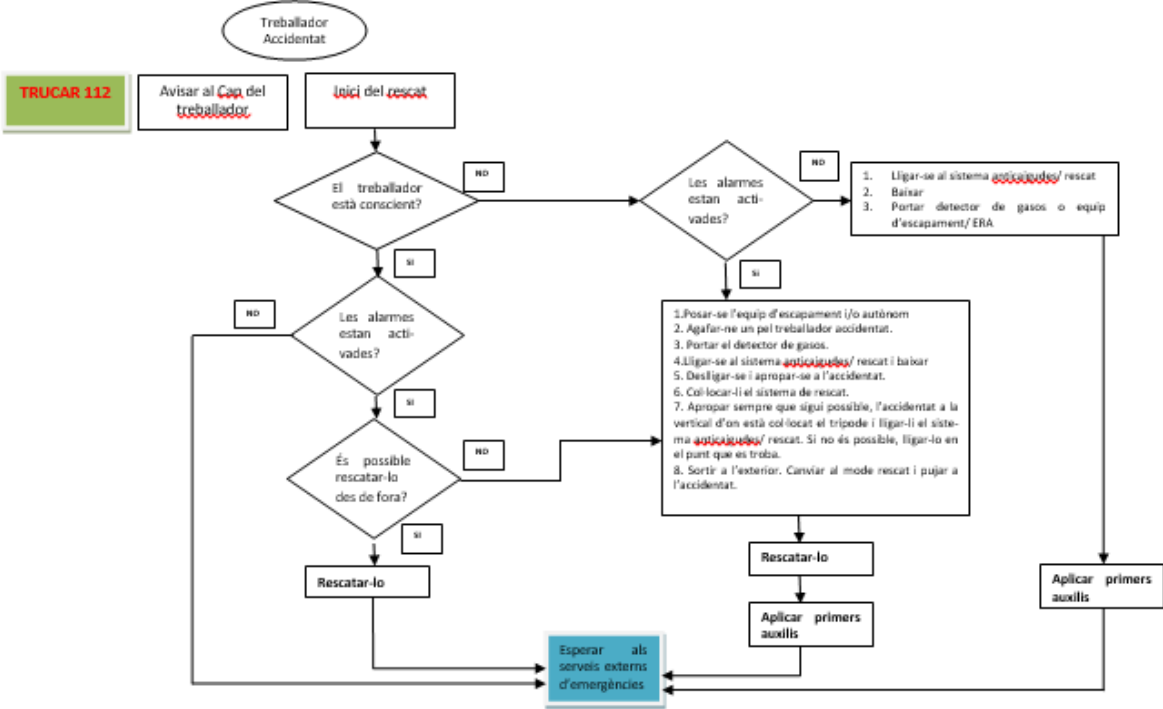 Treballador
Accidentat
TRUCAR 112
Avisar al Cap del
treballador
Inici del rescat
El treballador
està conscient?
NO
Les alarmes
estan acti-
vades?
NO
1. Lligar-se al sistema anticaigudes/ rescat
2. Baixar
3. Portar detector de gasos o equip
d'escapament/ ERA
SI
SI
NO
Les alarmes
estan acti-
vades?
1.Posar-se l'equip d'escapament i/o autònom
2. Agafar-ne un pel treballador accidentat.
3. Portar el detector de gasos.
4.Lligar-se al sistema anticaigudes/ rescat i baixar
5. Deslligar-se i apropar-se a l'accidentat.
6. Col·locar-li el sistema de rescat.
7. Apropar sempre que sigui possible, l'accidentat a la
vertical d'on està col·locat el trípode i lligar-li el siste-
ma anticaigudes/ rescat. Si no és possible, lligar-lo en
el punt que es troba.
8. Sortir a l'exterior. Canviar al mode rescat i pujar a
l'accidentat.
SI
És possible
rescatar-lo
des de fora?
NO
SI
Rescatar-lo
Rescatar-lo
Aplicar primers
auxilis
Aplicar primers
auxilis
Esperar als
serveis externs
d'emergències